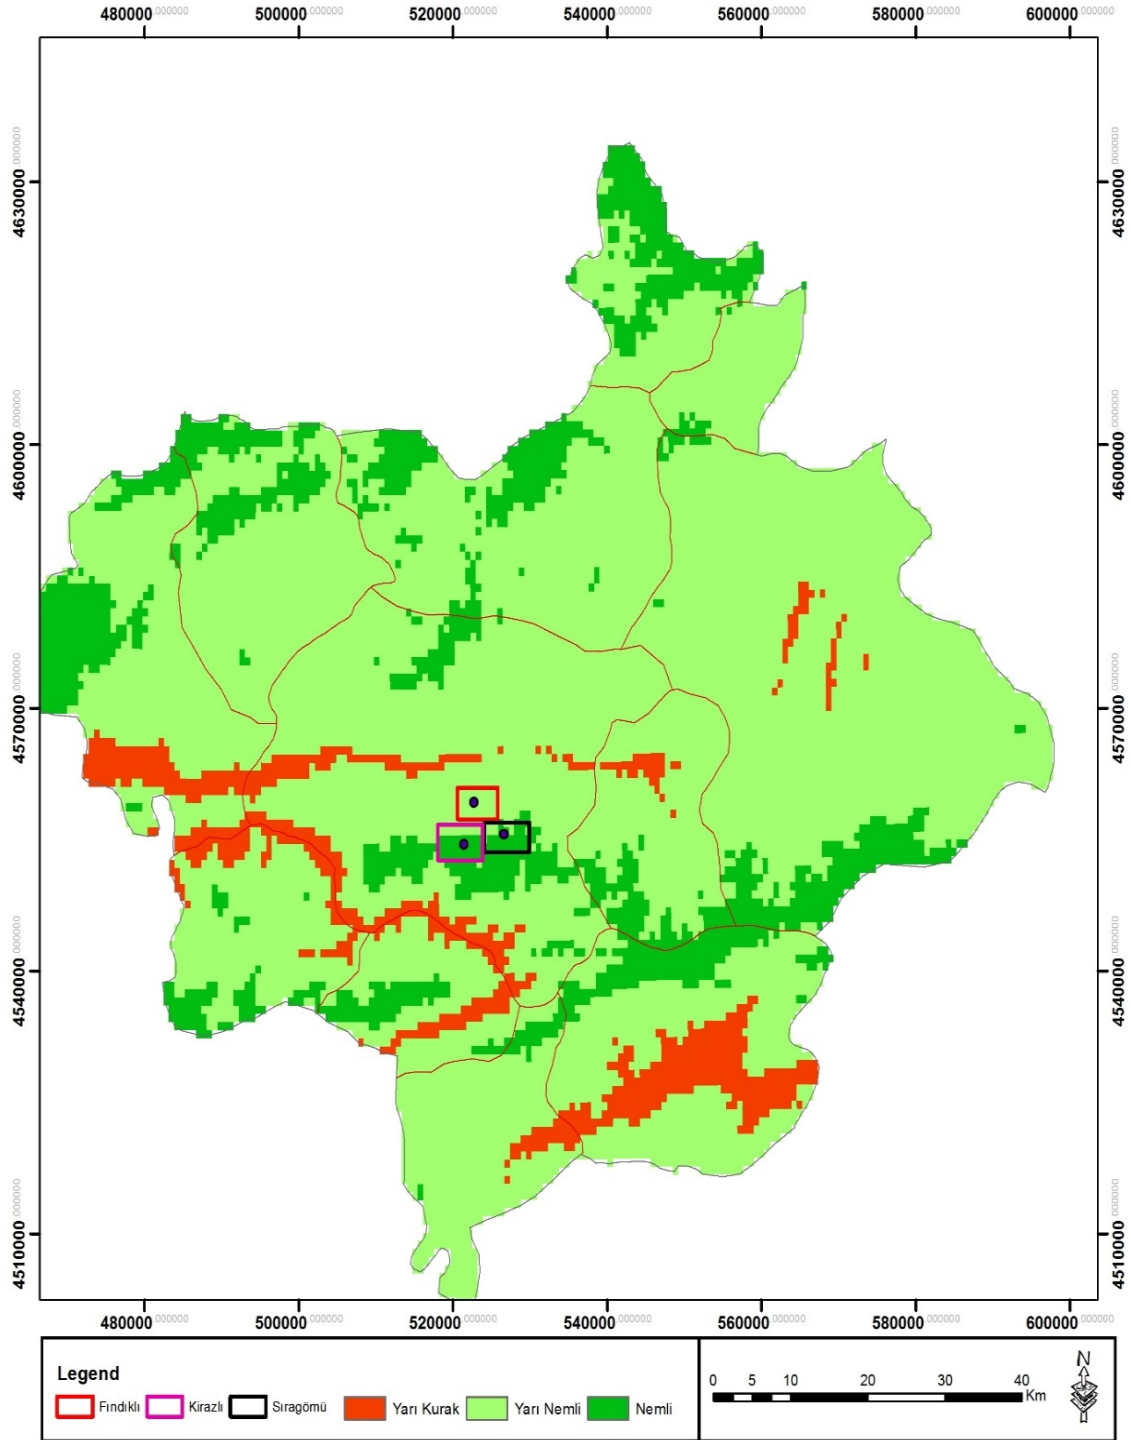 480000.000000 500000.000000 520000.000000 540000.000000 560000.000000 580000.000000 600000.000000
4630000.000000 4630000.000000
4600000.000000 4600000.000000
4570000.000000 4570000.000000
4540000.000000 4540000.000000
4510000.000000 4510000.000000
480000.000000 500000.000000 520000.000000 540000.000000 560000.000000 580000.000000 600000.000000
Legend
Fındıklı Kirazlı Sıragömü Yarı Kurak Yarı Nemli Nemli
0 5 10 20 30 40
Km
N